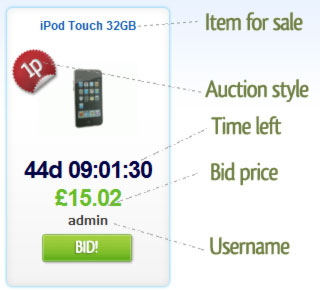 iPod Touch 32GB
Item for sale
1p
Auction style
Time left
44d 09:01:30
Bid price
£15.02
admin
BID!
Username